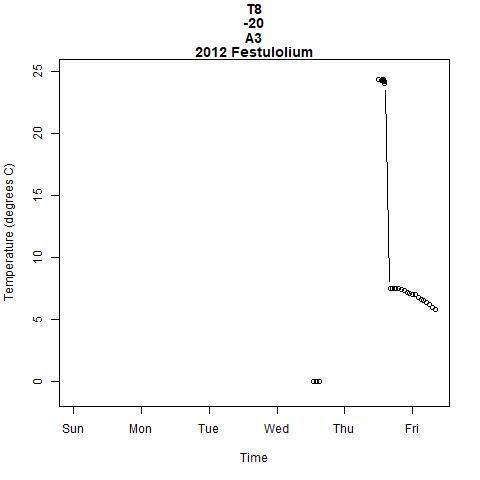 T8
-20
A3
2012 Festulolium
25
20
15
10
5
0
Temperature (degrees C)
Sun Mon Tue Wed Thu Fri
Time